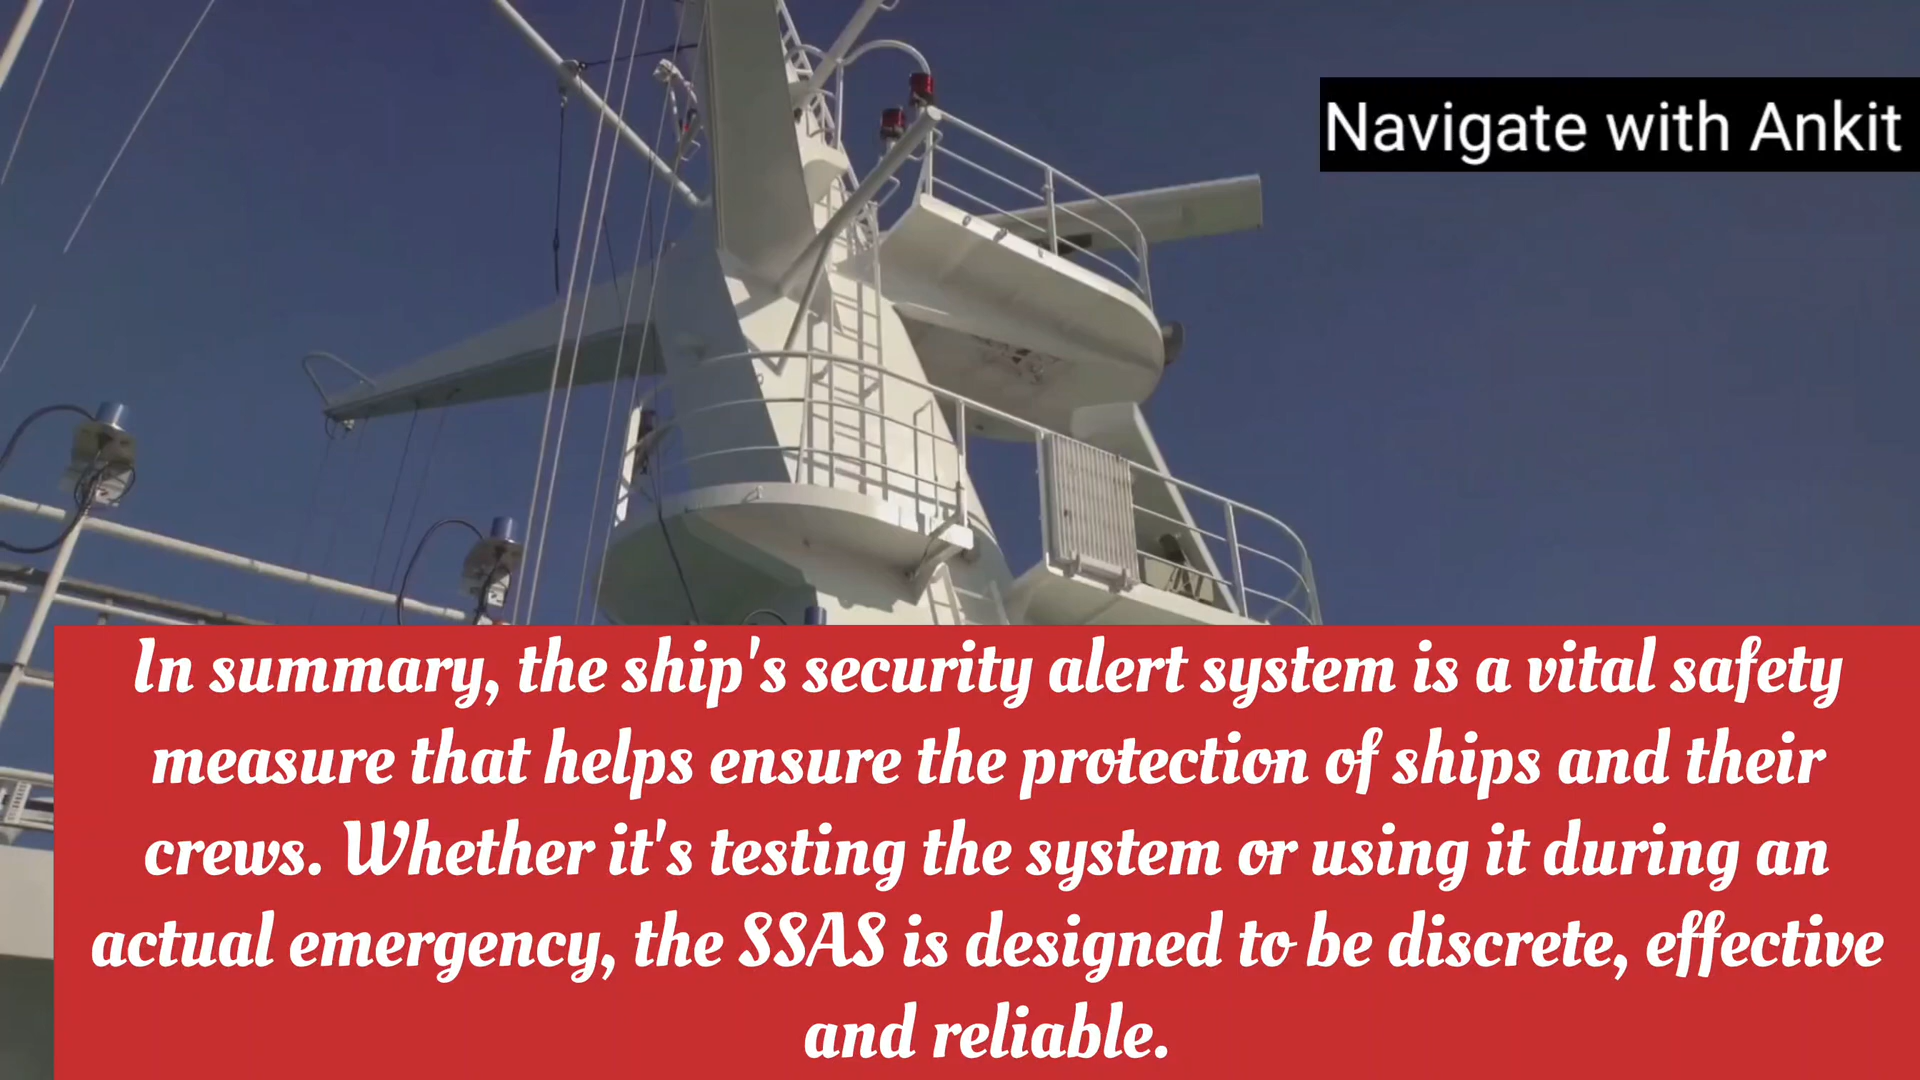 Navigate with Ankit
In summary, the ship's security alert system is a vital safety
measure that helps ensure the protection of ships and their
crews. Whether it's testing the system or using it during an
actual emergency, the SSAS is designed to be discrete, effective
and reliable.